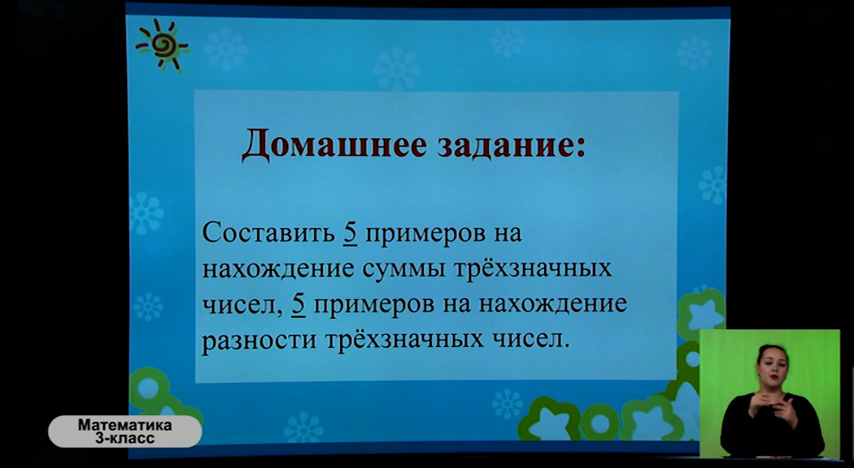 Домашнее задание:
Составить 5 примеров на
нахождение суммы трёхзначных
чисел, 5 примеров на нахождение
разности трёхзначных чисел.
Математика
3-класс